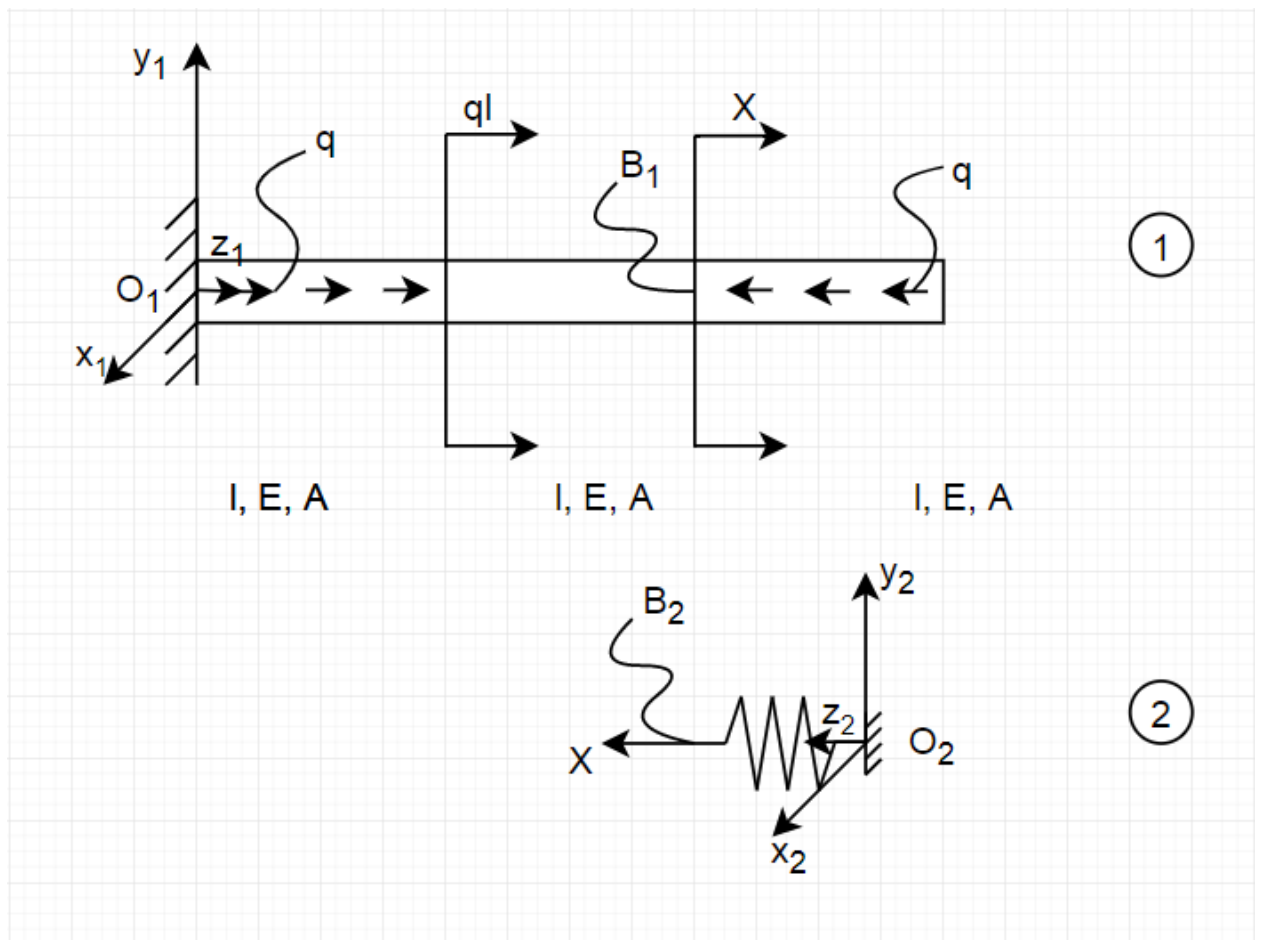 y₁
ql
X
q
B₁
q
1
z₁
O₁
x₁
l, E, A
l, E, A
l, E, A
y₂
B₂
2
z₂
O₂
X
x₂